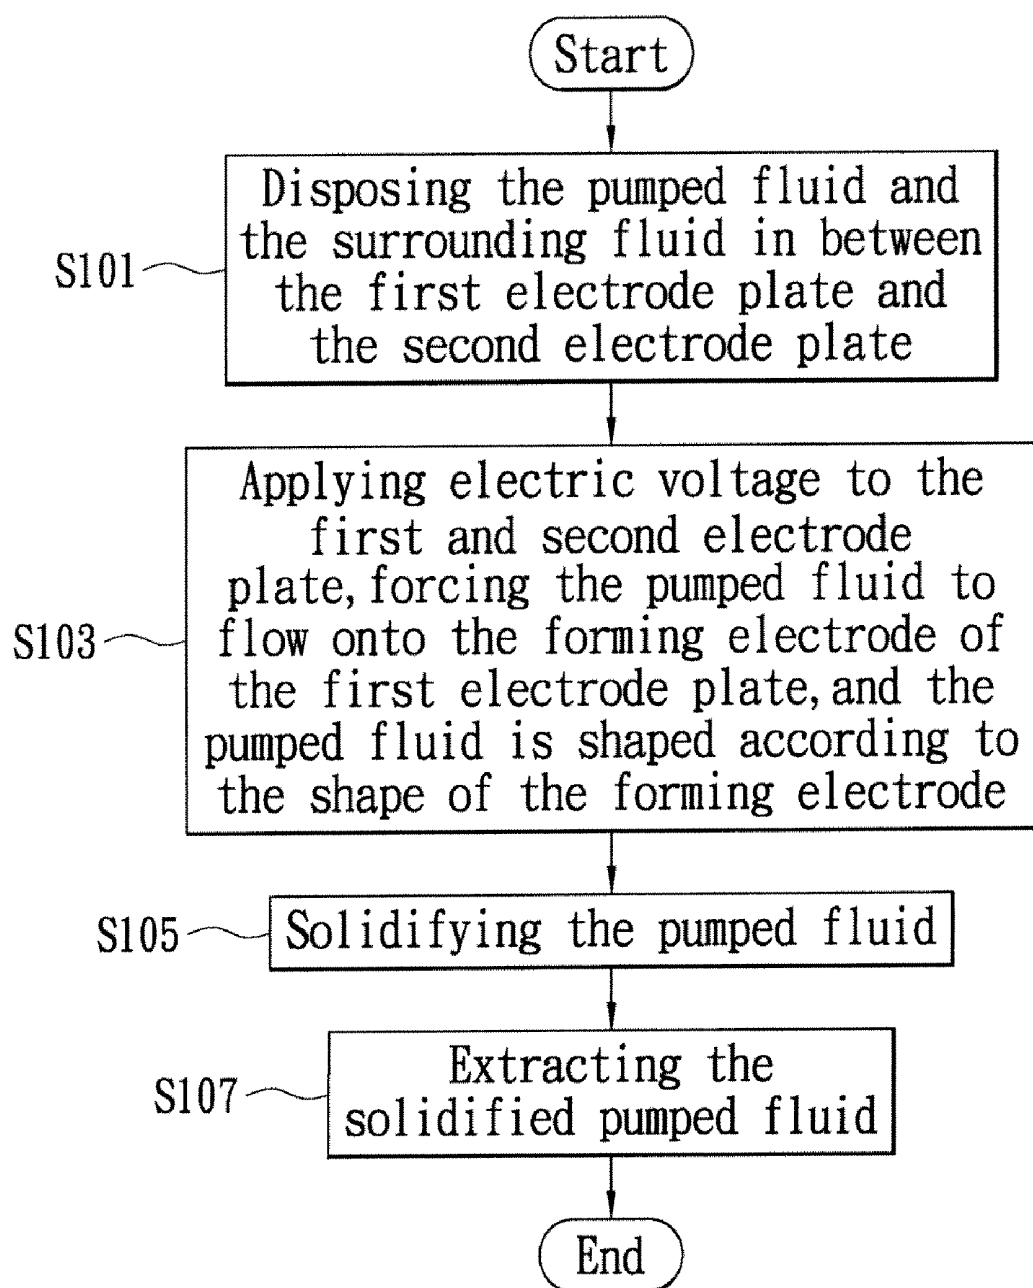 Start
S101
Disposing the pumped fluid and
the surrounding fluid in between
the first electrode plate and
the second electrode plate
S103
Applying electric voltage to the
first and second electrode
plate, forcing the pumped fluid to
flow onto the forming electrode of
the first electrode plate, and the
pumped fluid is shaped according to
the shape of the forming electrode
S105
Solidifying the pumped fluid
S107
Extracting the
solidified pumped fluid
End